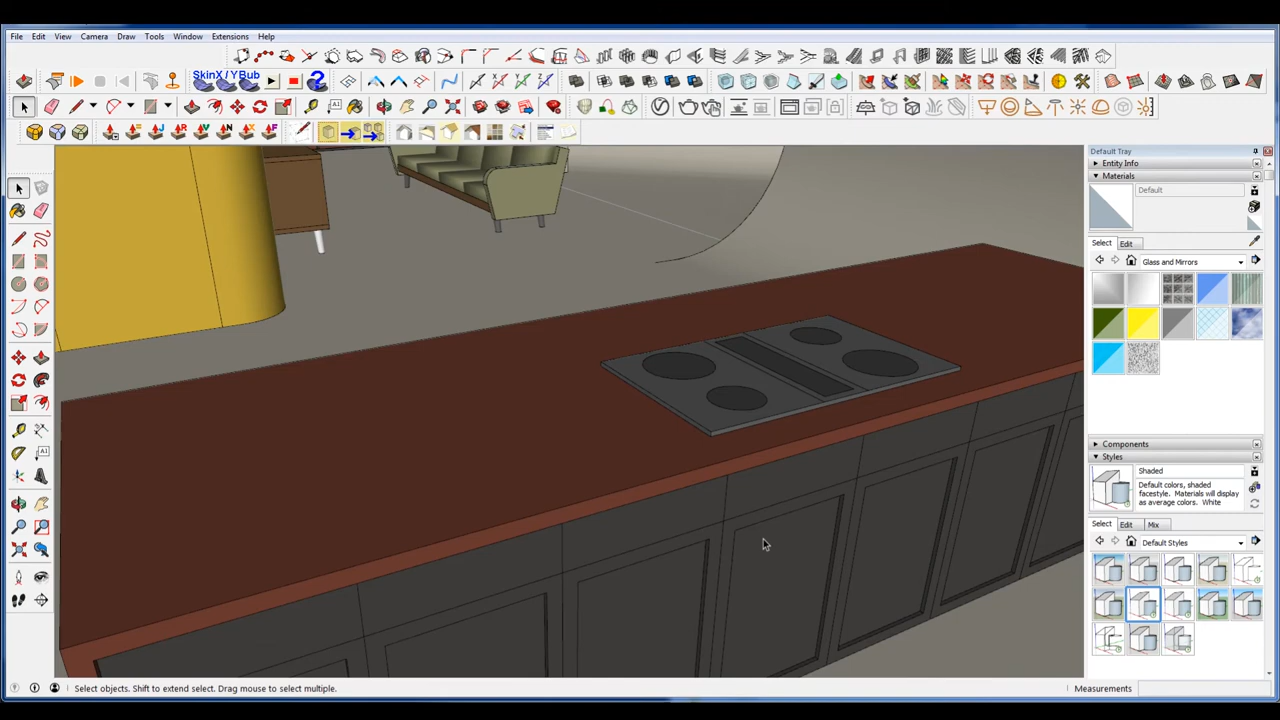 File Edit View Camera Draw Tools Window Extensions Help
SkinX / YBub
Default Tray
Entity Info
Materials
Default
Select Edit
Glass and Mirrors
Components
Styles
Shaded
Default colors, shaded
facestyle. Materials will display
as average colors. White
Select Edit Mix
Default Styles
Select objects. Shift to extend select. Drag mouse to select multiple.
Measurements